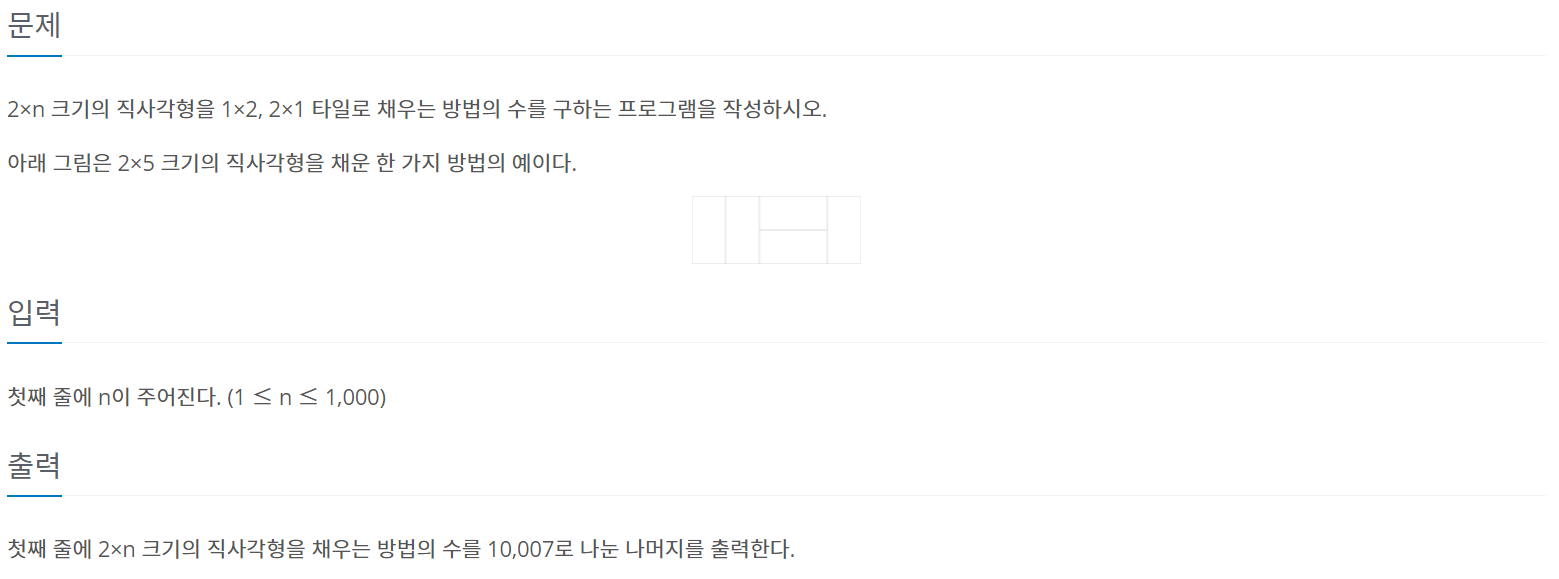 문제
2×n 크기의 직사각형을 1×2, 2×1 타일로 채우는 방법의 수를 구하는 프로그램을 작성하시오.
아래 그림은 2×5 크기의 직사각형을 채운 한 가지 방법의 예이다.
입력
첫째 줄에 n이 주어진다. (1 ≤ n ≤ 1,000)
출력
첫째 줄에 2×n 크기의 직사각형을 채우는 방법의 수를 10,007로 나눈 나머지를 출력한다.